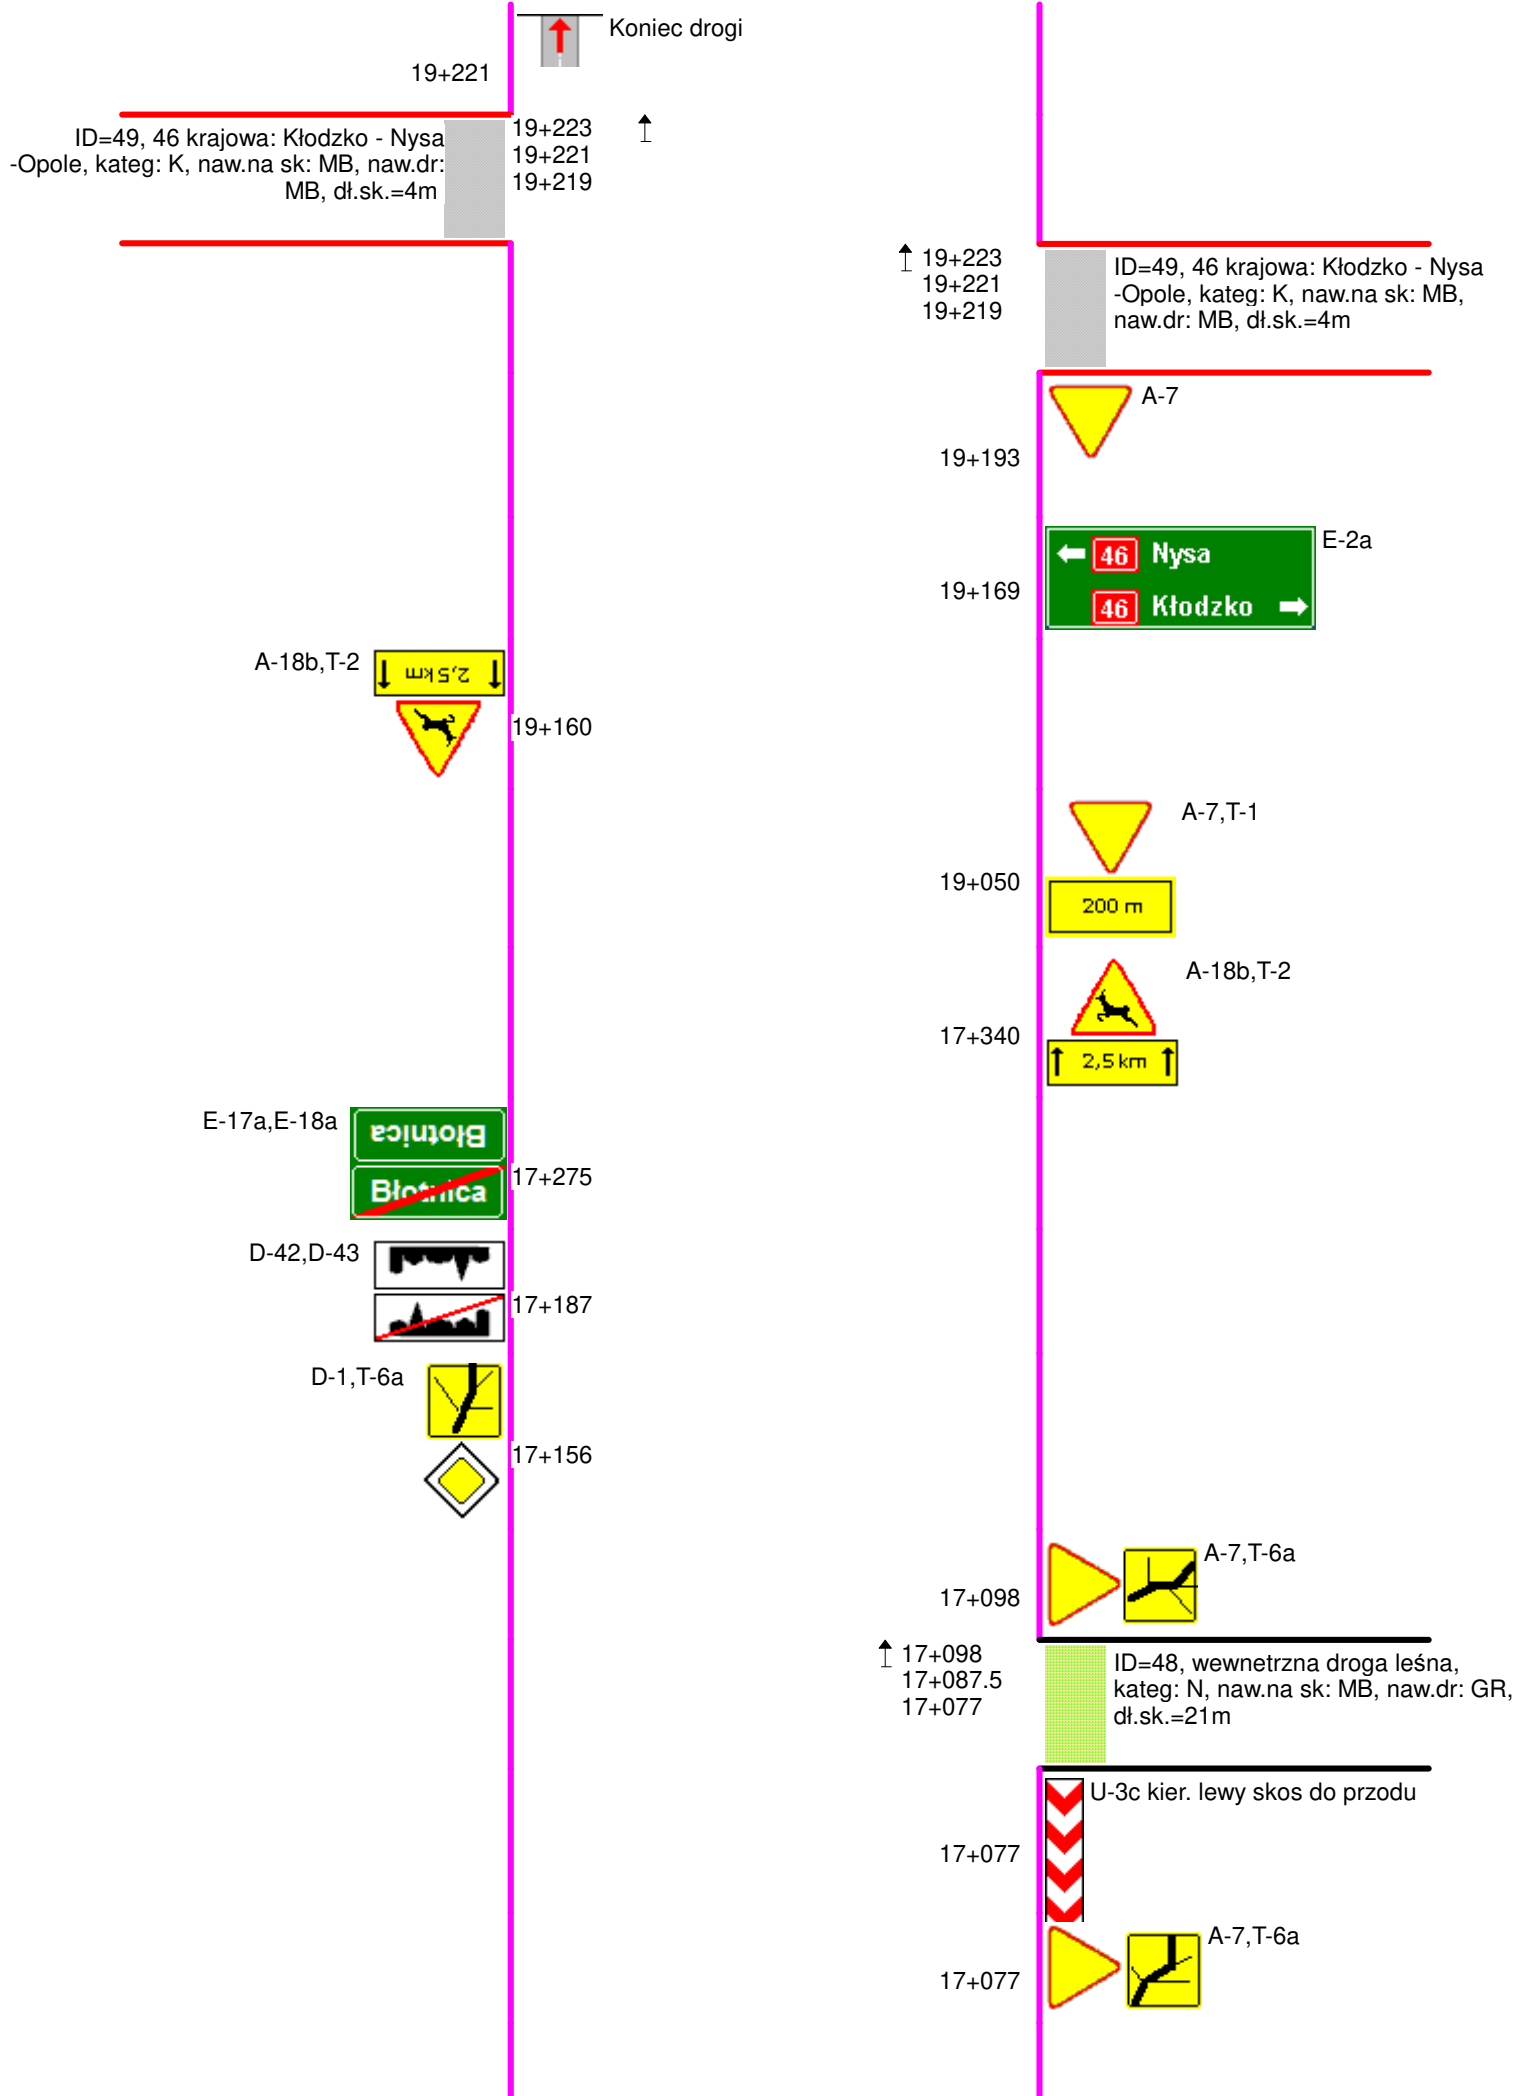 Koniec drogi
19+221
ID=49, 46 krajowa: Kłodzko - Nysa
-Opole, kateg: K, naw.na sk: MB, naw.dr:
MB, dł.sk.=4m
19+223
19+221
19+219
19+223
19+221
19+219
ID=49, 46 krajowa: Kłodzko - Nysa
-Opole, kateg: K, naw.na sk: MB,
naw.dr: MB, dł.sk.=4m
A-7
19+193
E-2a
46 Nysa
46 Kłodzko
19+169
A-18b,T-2
2,5 km
19+160
A-7,T-1
19+050
200 m
A-18b,T-2
17+340
2,5 km
E-17a,E-18a
Błotnica
Błotnica
17+275
D-42,D-43
17+187
D-1,T-6a
17+156
A-7,T-6a
17+098
17+098
17+087.5
17+077
ID=48, wewnetrzna droga leśna,
kateg: N, naw.na sk: MB, naw.dr: GR,
dł.sk.=21m
U-3c kier. lewy skos do przodu
17+077
A-7,T-6a
17+077